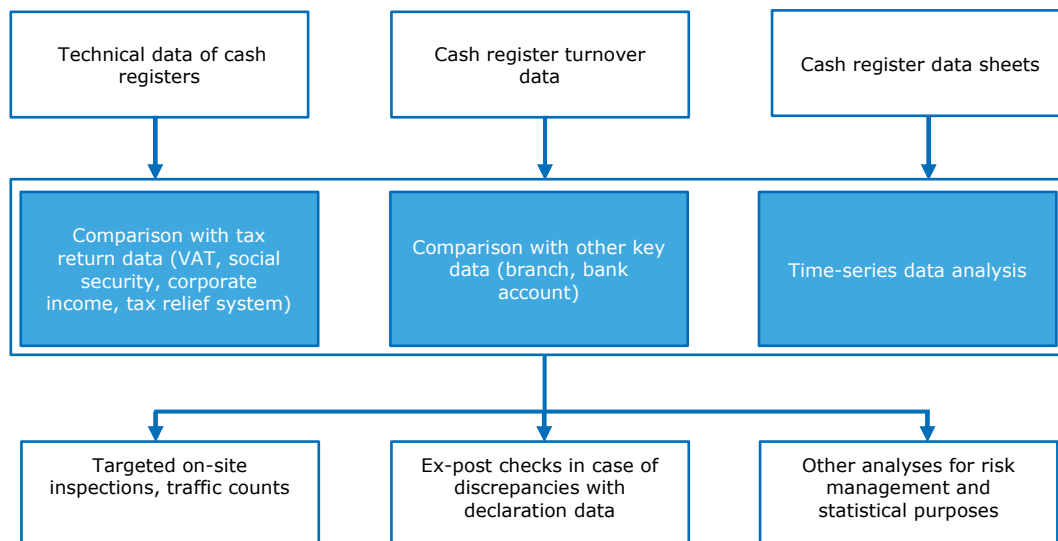 Technical data of cash
registers
Cash register turnover
data
Cash register data sheets
Comparison with tax
return data (VAT, social
security, corporate
income, tax relief system)
Comparison with other key
data (branch, bank
account)
Time-series data analysis
Targeted on-site
inspections, traffic counts
Ex-post checks in case of
discrepancies with
declaration data
Other analyses for risk
management and
statistical purposes